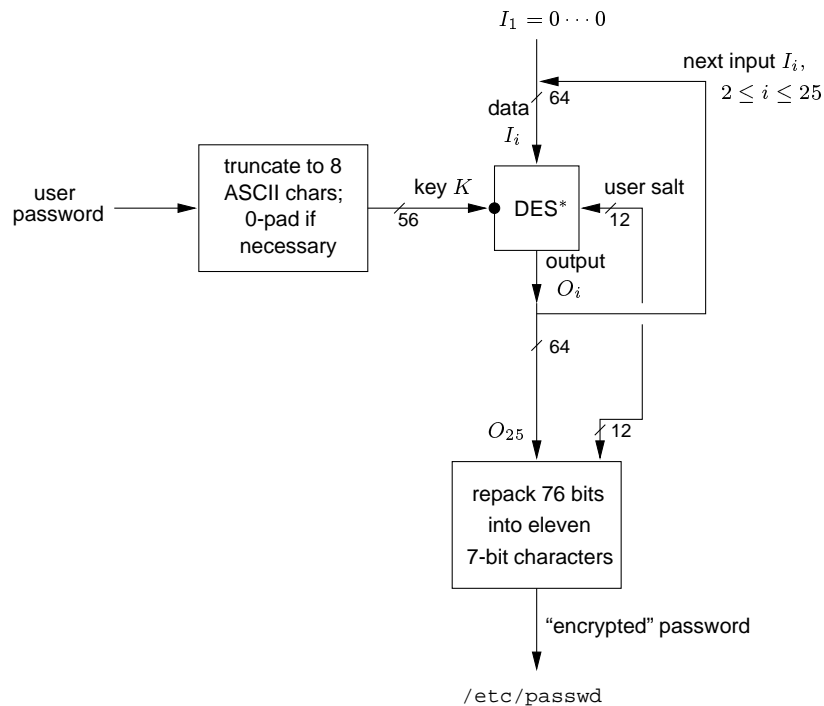 I₁ = 0 ⋯ 0
next input Iᵢ,
2 ≤ i ≤ 25
64
data
Iᵢ
truncate to 8
ASCII chars;
0-pad if
necessary
user
password
key K
56
DES*
user salt
12
output
Oᵢ
64
O₂₅
12
repack 76 bits
into eleven
7-bit characters
“encrypted” password
/etc/passwd